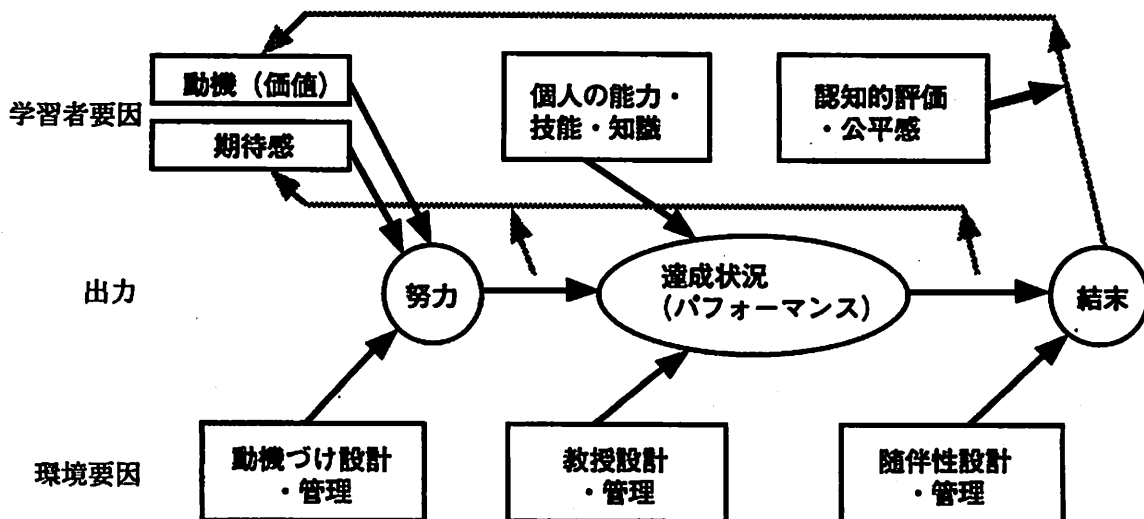 動機（価値）
学習者要因
期待感
個人の能力・
技能・知識
認知的評価
・公平感
出力
努力
達成状況
（パフォーマンス）
結末
環境要因
動機づけ設計
・管理
教授設計
・管理
随伴性設計
・管理